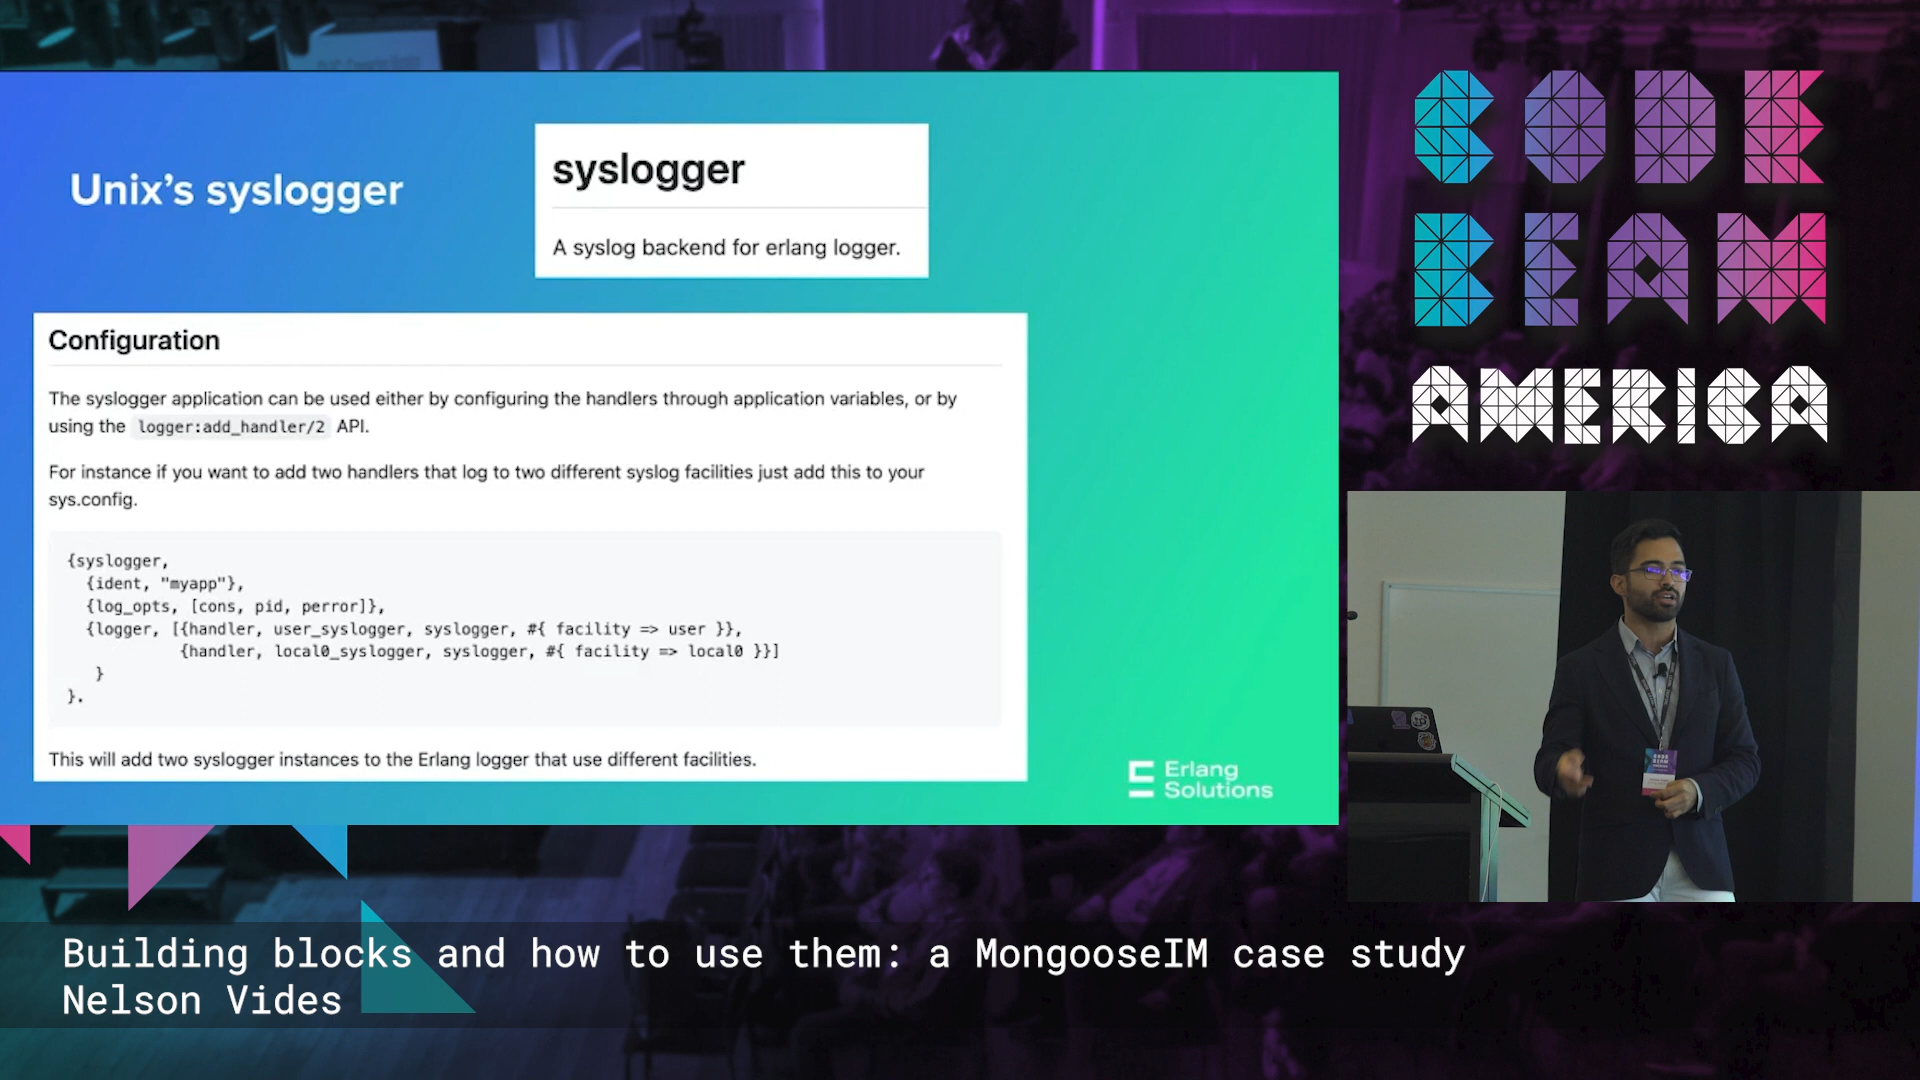 Unix’s syslogger
syslogger
A syslog backend for erlang logger.
Configuration
The syslogger application can be used either by configuring the handlers through application variables, or by
using the logger:add_handler/2 API.
For instance if you want to add two handlers that log to two different syslog facilities just add this to your
sys.config.
{syslogger,
  {ident, "myapp"},
  {log_opts, [cons, pid, perror]},
  {logger, [{handler, user_syslogger, syslogger, #{ facility => user }},
            {handler, local0_syslogger, syslogger, #{ facility => local0 }}]
   }
}.
This will add two syslogger instances to the Erlang logger that use different facilities.
Erlang
Solutions
CODE
BEAM
AMERICA
Building blocks and how to use them: a MongooseIM case study
Nelson Vides